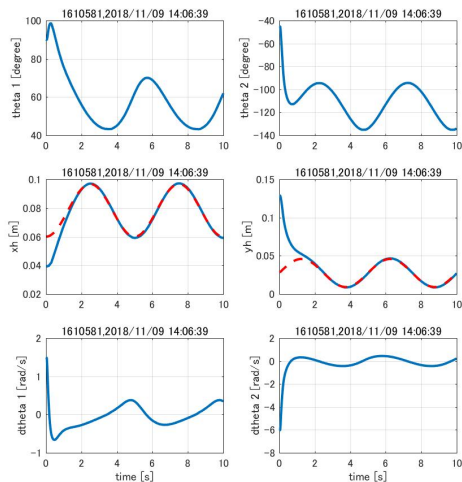 1610581,2018/11/09 14:06:39
100
80
60
40
theta 1 [degree]
0 2 4 6 8 10
1610581,2018/11/09 14:06:39
-40
-60
-80
-100
-120
-140
theta 2 [degree]
0 2 4 6 8 10
1610581,2018/11/09 14:06:39
0.1
0.08
0.06
0.04
0.02
xh [m]
0 2 4 6 8 10
1610581,2018/11/09 14:06:39
0.15
0.1
0.05
0
yh [m]
0 2 4 6 8 10
1610581,2018/11/09 14:06:39
2
1
0
-1
dtheta 1 [rad/s]
0 2 4 6 8 10
time [s]
1610581,2018/11/09 14:06:39
2
0
-2
-4
-6
-8
dtheta 2 [rad/s]
0 2 4 6 8 10
time [s]